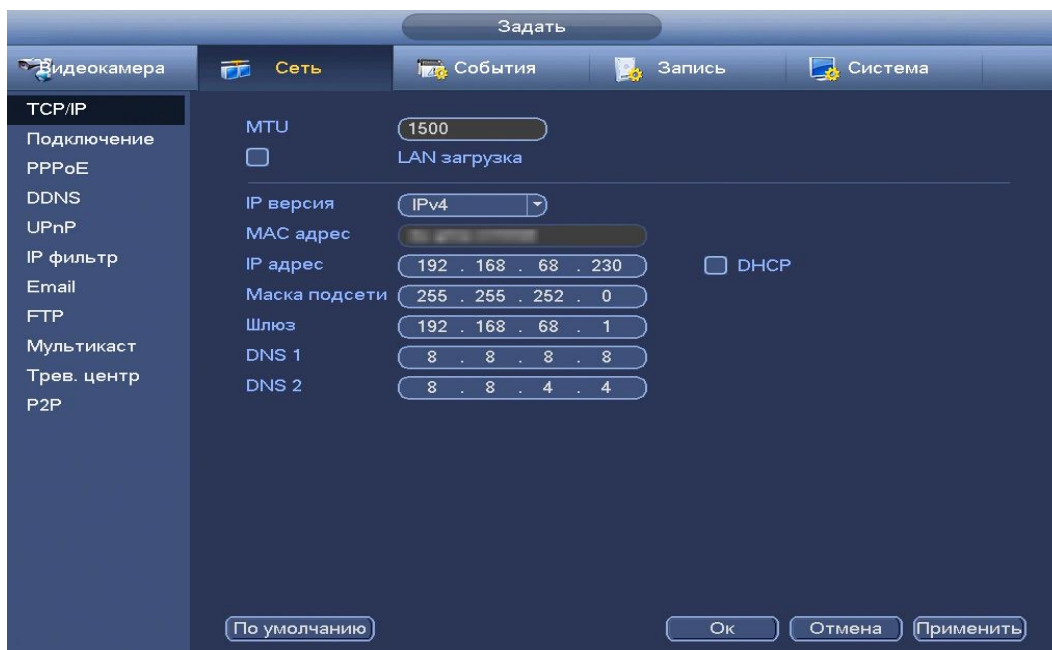 Задать
Видеокамера Сеть События Запись Система
TCP/IP
Подключение
PPPoE
DDNS
UPnP
IP фильтр
Email
FTP
Мультикаст
Трев. центр
P2P
MTU 1500
LAN загрузка
IP версия IPv4
MAC адрес
IP адрес 192 . 168 . 68 . 230 DHCP
Маска подсети 255 . 255 . 252 . 0
Шлюз 192 . 168 . 68 . 1
DNS 1 8 . 8 . 8 . 8
DNS 2 8 . 8 . 4 . 4
По умолчанию Ок Отмена Применить